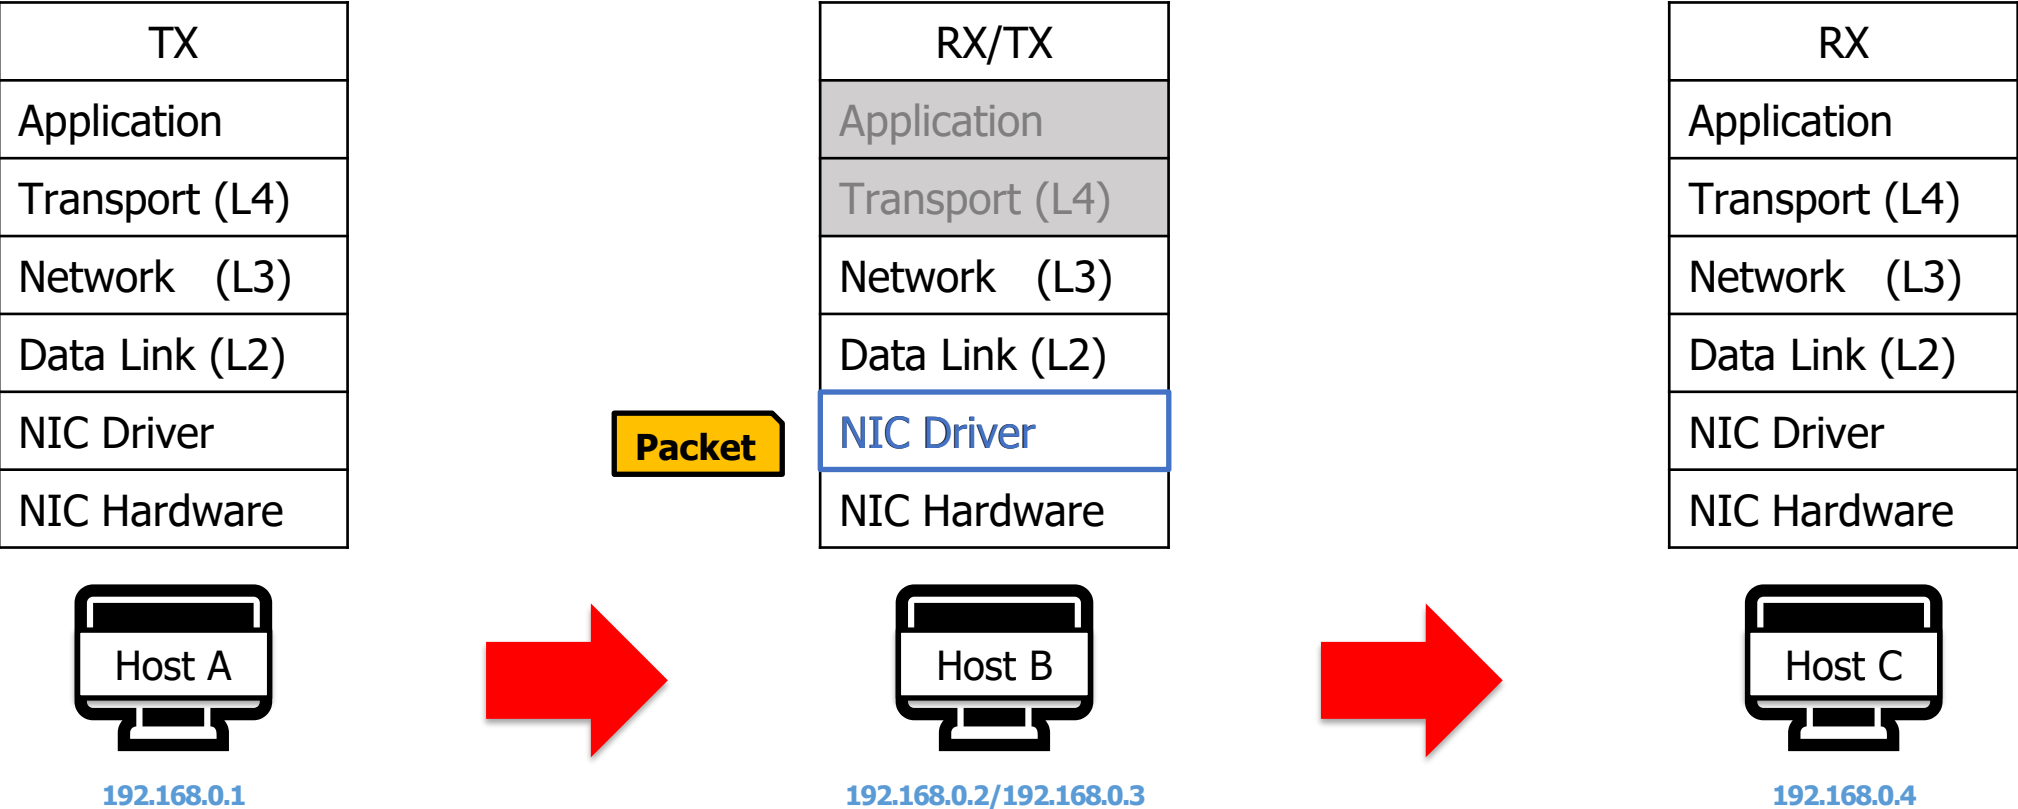 TX
Application
Transport (L4)
Network (L3)
Data Link (L2)
NIC Driver
NIC Hardware
Host A
192.168.0.1
Packet
RX/TX
Application
Transport (L4)
Network (L3)
Data Link (L2)
NIC Driver
NIC Hardware
Host B
192.168.0.2/192.168.0.3
RX
Application
Transport (L4)
Network (L3)
Data Link (L2)
NIC Driver
NIC Hardware
Host C
192.168.0.4